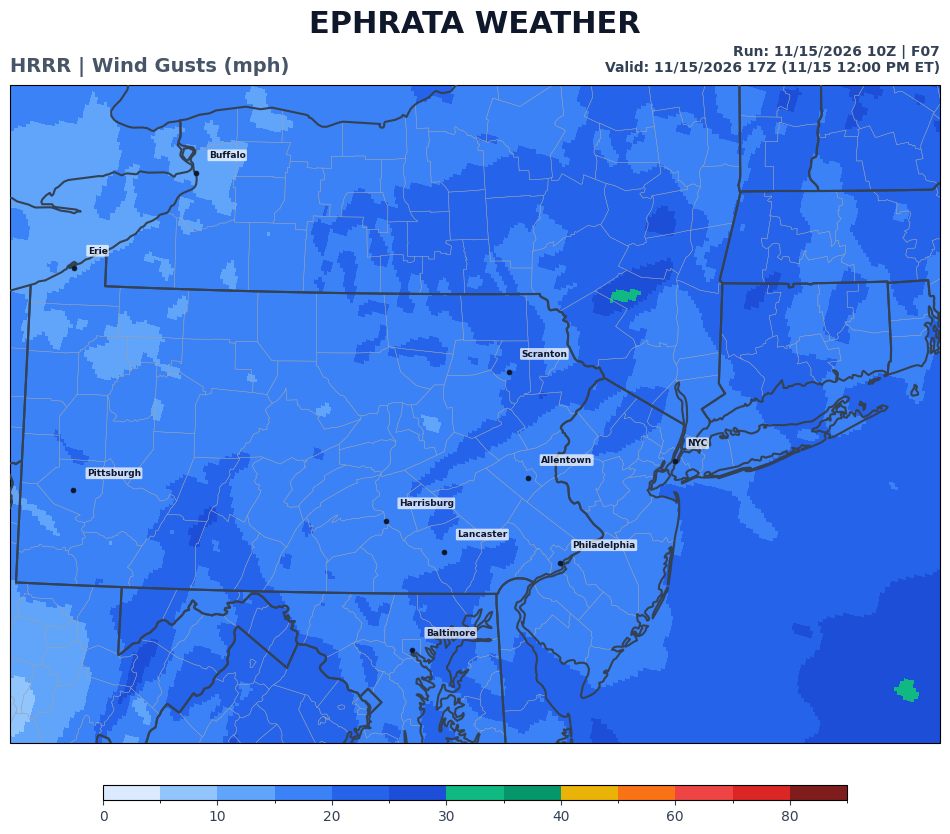 EPHRATA WEATHER
HRRR | Wind Gusts (mph)
Run: 11/15/2026 10Z | F07
Valid: 11/15/2026 17Z (11/15 12:00 PM ET)
Buffalo
Erie
Scranton
NYC
Allentown
Pittsburgh
Harrisburg
Lancaster
Philadelphia
Baltimore
0 10 20 30 40 50 60 70 80